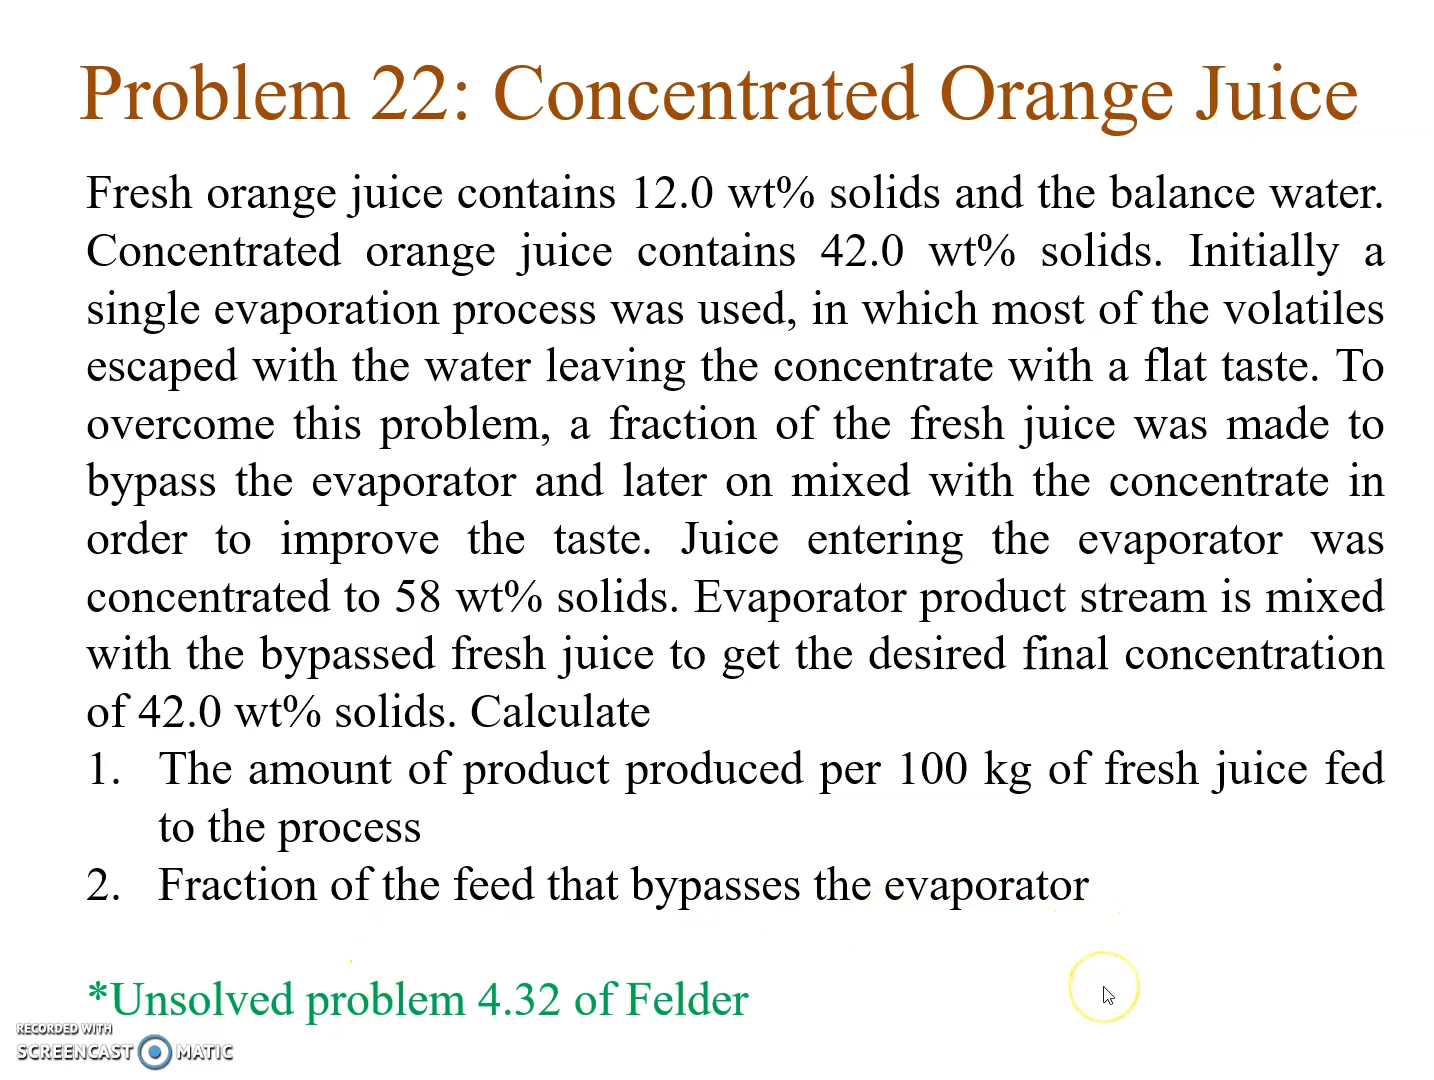 Problem 22: Concentrated Orange Juice
Fresh orange juice contains 12.0 wt% solids and the balance water.
Concentrated orange juice contains 42.0 wt% solids. Initially a
single evaporation process was used, in which most of the volatiles
escaped with the water leaving the concentrate with a flat taste. To
overcome this problem, a fraction of the fresh juice was made to
bypass the evaporator and later on mixed with the concentrate in
order to improve the taste. Juice entering the evaporator was
concentrated to 58 wt% solids. Evaporator product stream is mixed
with the bypassed fresh juice to get the desired final concentration
of 42.0 wt% solids. Calculate
1. The amount of product produced per 100 kg of fresh juice fed
to the process
2. Fraction of the feed that bypasses the evaporator
*Unsolved problem 4.32 of Felder
RECORDED WITH
SCREENCAST MATIC